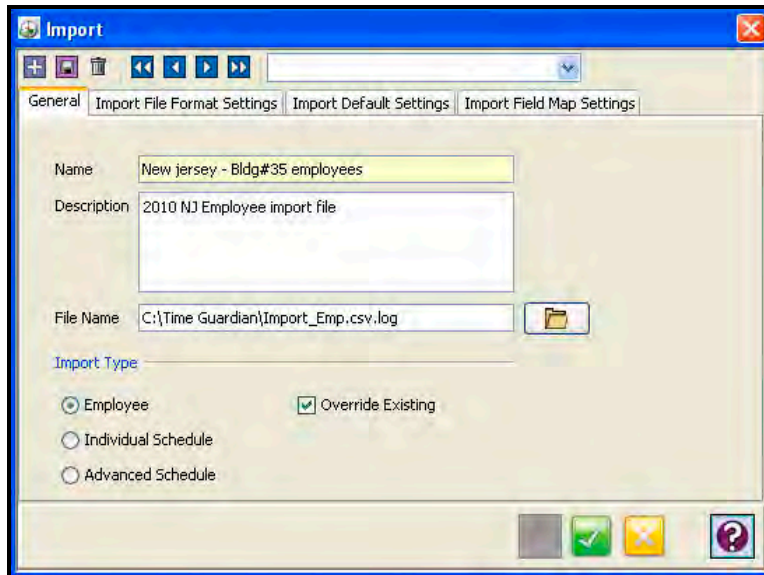 Import
General Import File Format Settings Import Default Settings Import Field Map Settings
Name New jersey - Bldg#35 employees
Description 2010 NJ Employee import file
File Name C:\Time Guardian\Import_Emp.csv.log
Import Type
Employee Override Existing
Individual Schedule
Advanced Schedule